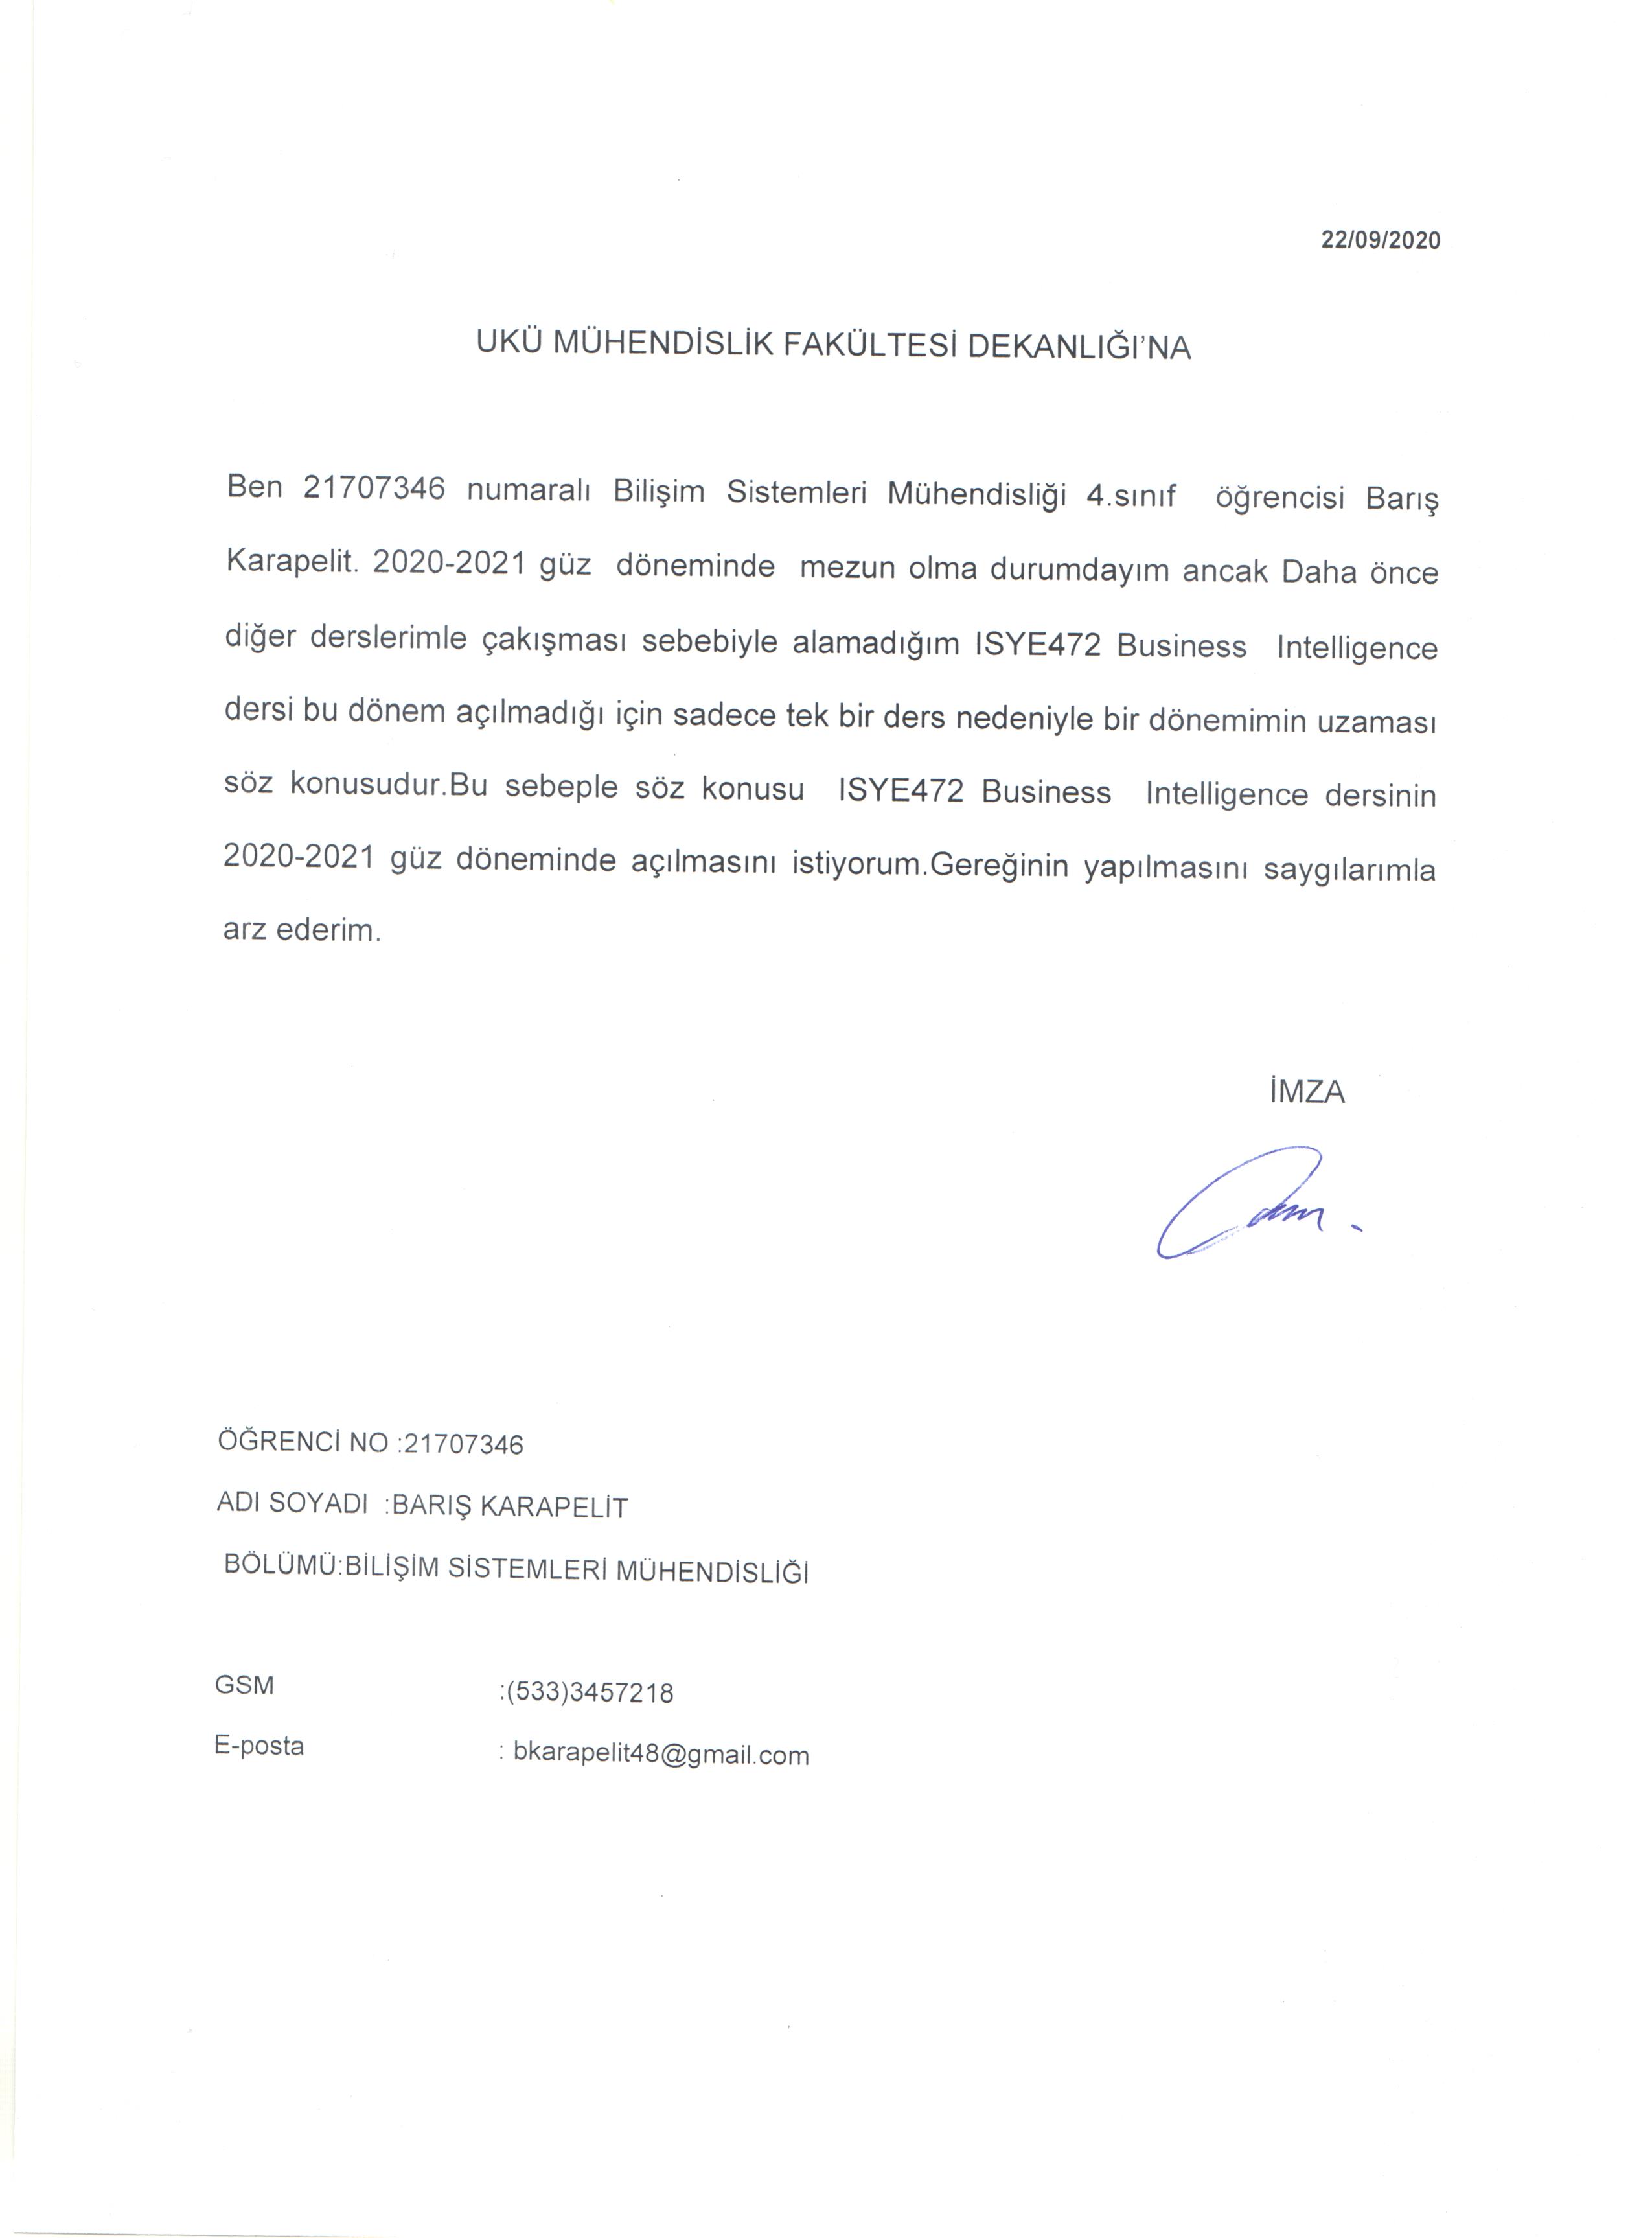 22/09/2020
UKÜ MÜHENDİSLİK FAKÜLTESİ DEKANLIĞI'NA
Ben 21707346 numaralı Bilişim Sistemleri Mühendisliği 4.sınıf öğrencisi Barış
Karapelit. 2020-2021 güz döneminde mezun olma durumdayım ancak Daha önce
diğer derslerimle çakışması sebebiyle alamadığım ISYE472 Business Intelligence
dersi bu dönem açılmadığı için sadece tek bir ders nedeniyle bir dönemimin uzaması
söz konusudur.Bu sebeple söz konusu ISYE472 Business Intelligence dersinin
2020-2021 güz döneminde açılmasını istiyorum.Gereğinin yapılmasını saygılarımla
arz ederim.
İMZA
ÖĞRENCİ NO :21707346
ADI SOYADI :BARIŞ KARAPELİT
BÖLÜMÜ:BİLİŞİM SİSTEMLERİ MÜHENDİSLİĞİ
GSM :(533)3457218
E-posta : bkarapelit48@gmail.com